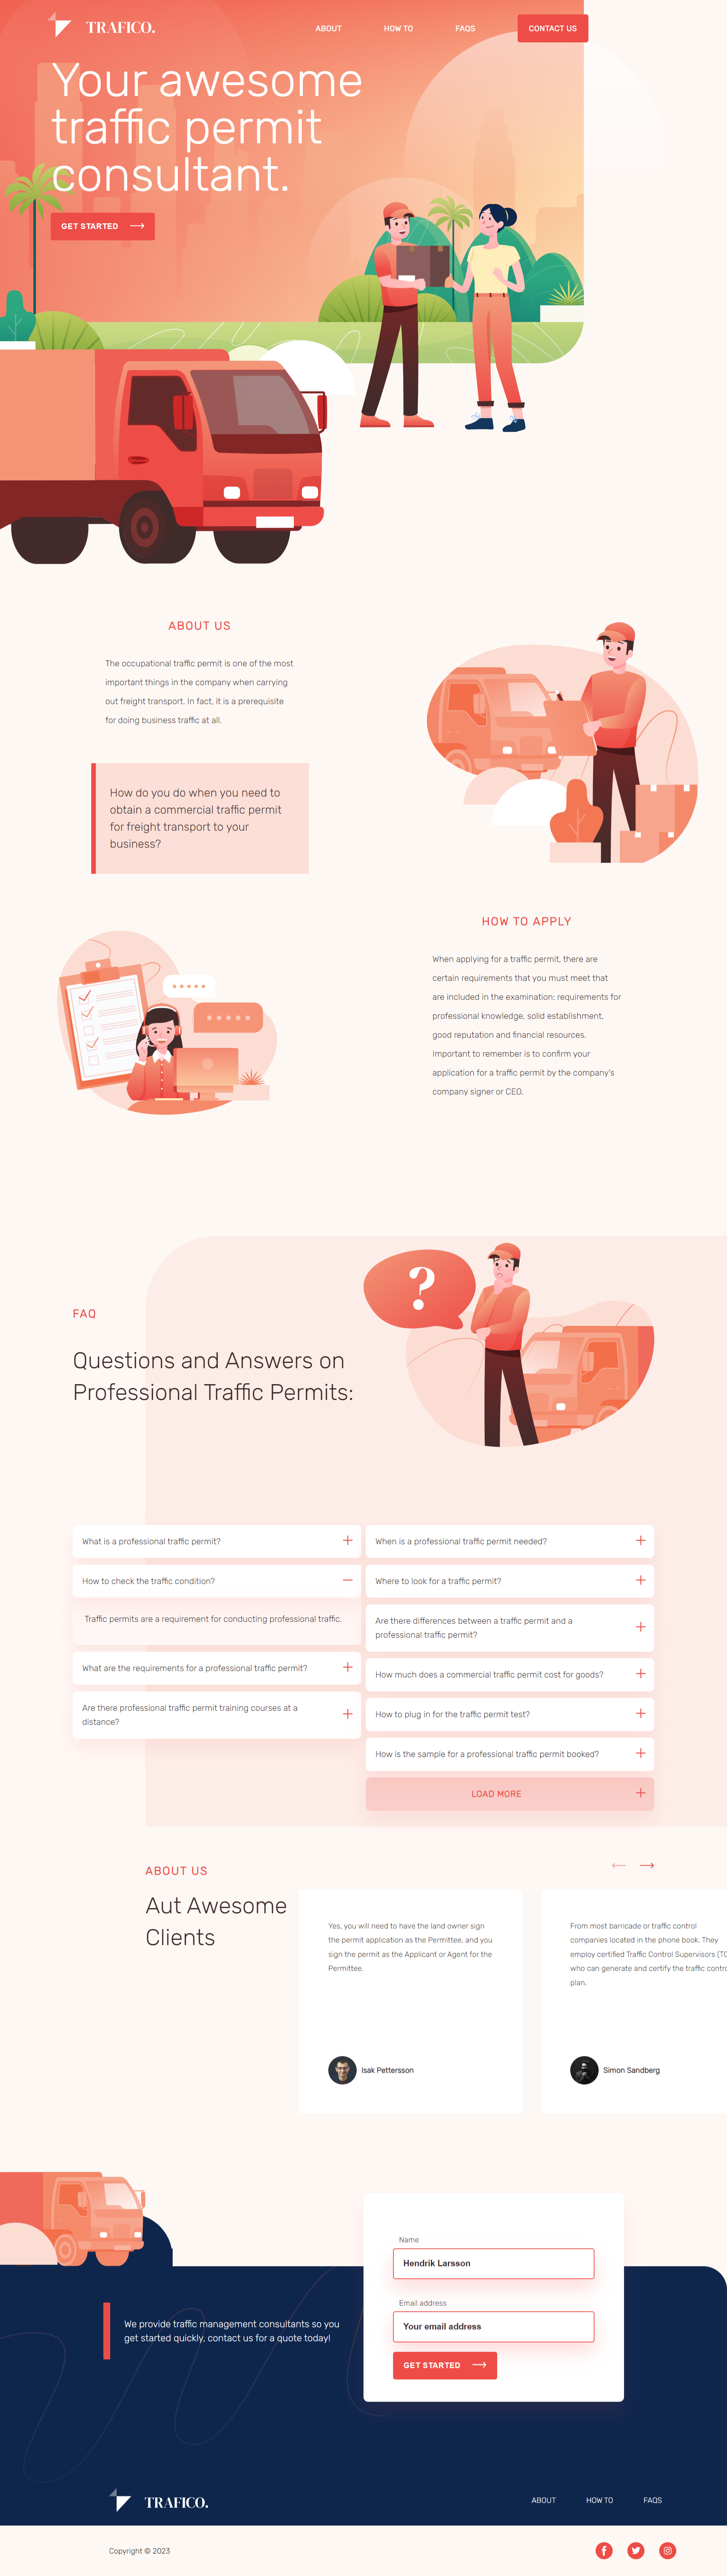 TRAFICO.
ABOUT
HOW TO
FAQS
CONTACT US
Your awesome
traffic permit
consultant.
GET STARTED
ABOUT US
The occupational traffic permit is one of the most
important things in the company when carrying
out freight transport. In fact, it is a prerequisite
for doing business traffic at all.
How do you do when you need to
obtain a commercial traffic permit
for freight transport to your
business?
HOW TO APPLY
When applying for a traffic permit, there are
certain requirements that you must meet that
are included in the examination: requirements for
professional knowledge, solid establishment,
good reputation and financial resources.
Important to remember is to confirm your
application for a traffic permit by the company's
company signer or CEO.
?
FAQ
Questions and Answers on
Professional Traffic Permits:
What is a professional traffic permit?
How to check the traffic condition?
Traffic permits are a requirement for conducting professional traffic.
What are the requirements for a professional traffic permit?
Are there professional traffic permit training courses at a
distance?
When is a professional traffic permit needed?
Where to look for a traffic permit?
Are there differences between a traffic permit and a
professional traffic permit?
How much does a commercial traffic permit cost for goods?
How to plug in for the traffic permit test?
How is the sample for a professional traffic permit booked?
LOAD MORE
ABOUT US
Aut Awesome
Clients
Yes, you will need to have the land owner sign
the permit application as the Permittee, and you
sign the permit as the Applicant or Agent for the
Permittee.
Isak Pettersson
From most barricade or traffic control
companies located in the phone book. They
employ certified Traffic Control Supervisors (TC
who can generate and certify the traffic contro
plan.
Simon Sandberg
We provide traffic management consultants so you
get started quickly, contact us for a quote today!
Name
Hendrik Larsson
Email address
Your email address
GET STARTED
TRAFICO.
ABOUT
HOW TO
FAQS
Copyright © 2023